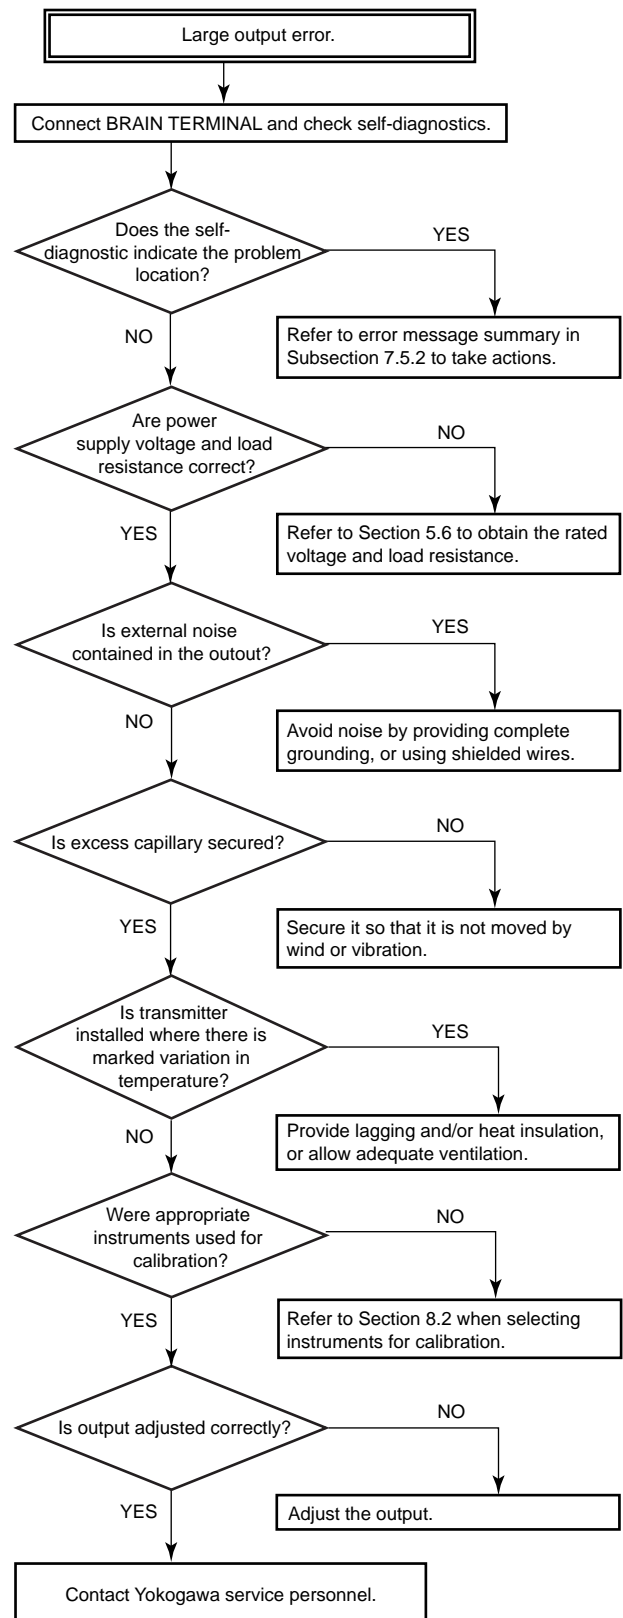 Large output error.
Connect BRAIN TERMINAL and check self-diagnostics.
Does the self-
diagnostic indicate the problem
location?
YES
NO
Refer to error message summary in
Subsection 7.5.2 to take actions.
Are power
supply voltage and load
resistance correct?
NO
YES
Refer to Section 5.6 to obtain the rated
voltage and load resistance.
Is external noise
contained in the outout?
YES
NO
Avoid noise by providing complete
grounding, or using shielded wires.
Is excess capillary secured?
NO
YES
Secure it so that it is not moved by
wind or vibration.
Is transmitter
installed where there is
marked variation in
temperature?
YES
NO
Provide lagging and/or heat insulation,
or allow adequate ventilation.
Were appropriate
instruments used for
calibration?
NO
YES
Refer to Section 8.2 when selecting
instruments for calibration.
Is output adjusted correctly?
NO
YES
Adjust the output.
Contact Yokogawa service personnel.